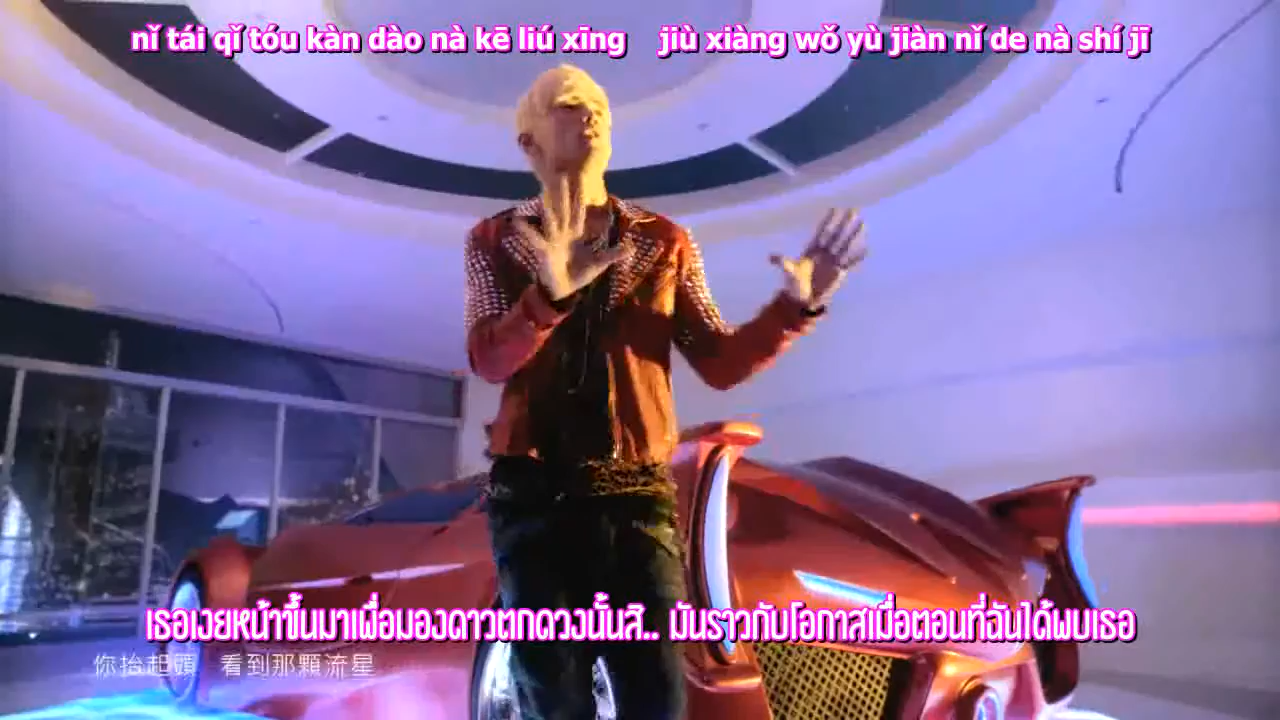 nǐ tái qǐ tóu kàn dào nà kē liú xīng jiù xiàng wǒ yù jiàn nǐ de nà shí jī
เธอเงยหน้าขึ้นมาเพื่อมองดาวตกดวงนั้นสิ.. มันราวกับโอกาสเมื่อตอนที่ฉันได้พบเธอ
你抬起頭 看到那顆流星